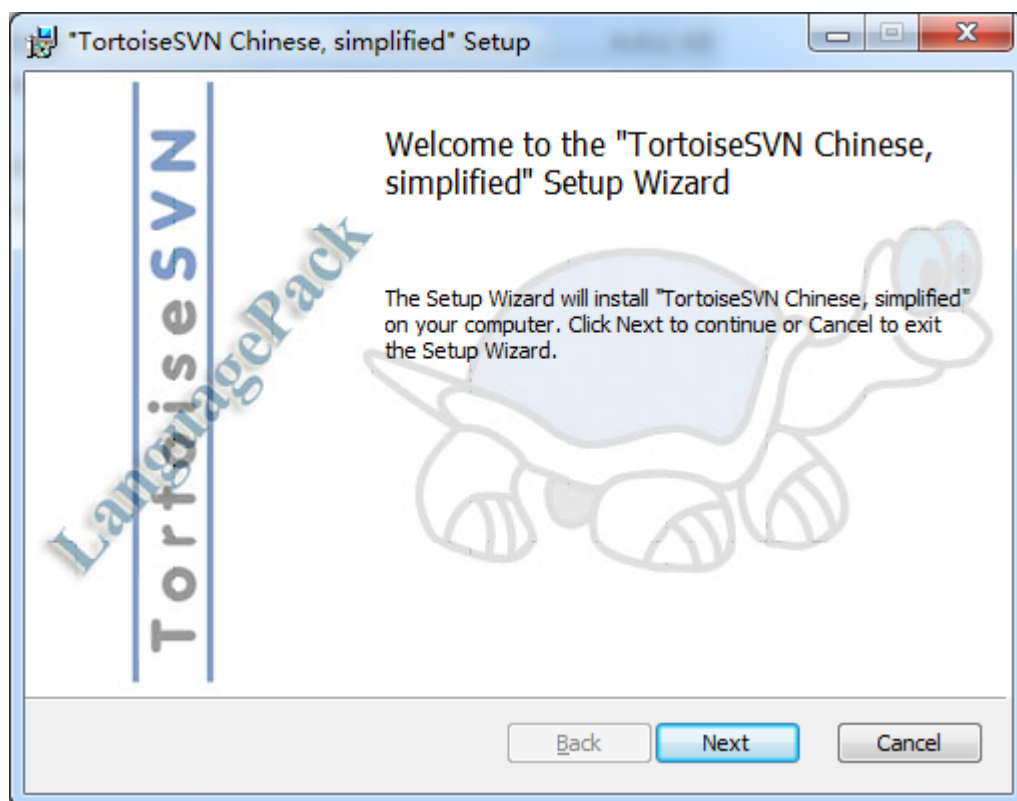 "TortoiseSVN Chinese, simplified" Setup
TortoiseSVN
LanguagePack
Welcome to the "TortoiseSVN Chinese,
simplified" Setup Wizard
The Setup Wizard will install "TortoiseSVN Chinese, simplified"
on your computer. Click Next to continue or Cancel to exit
the Setup Wizard.
Back
Next
Cancel